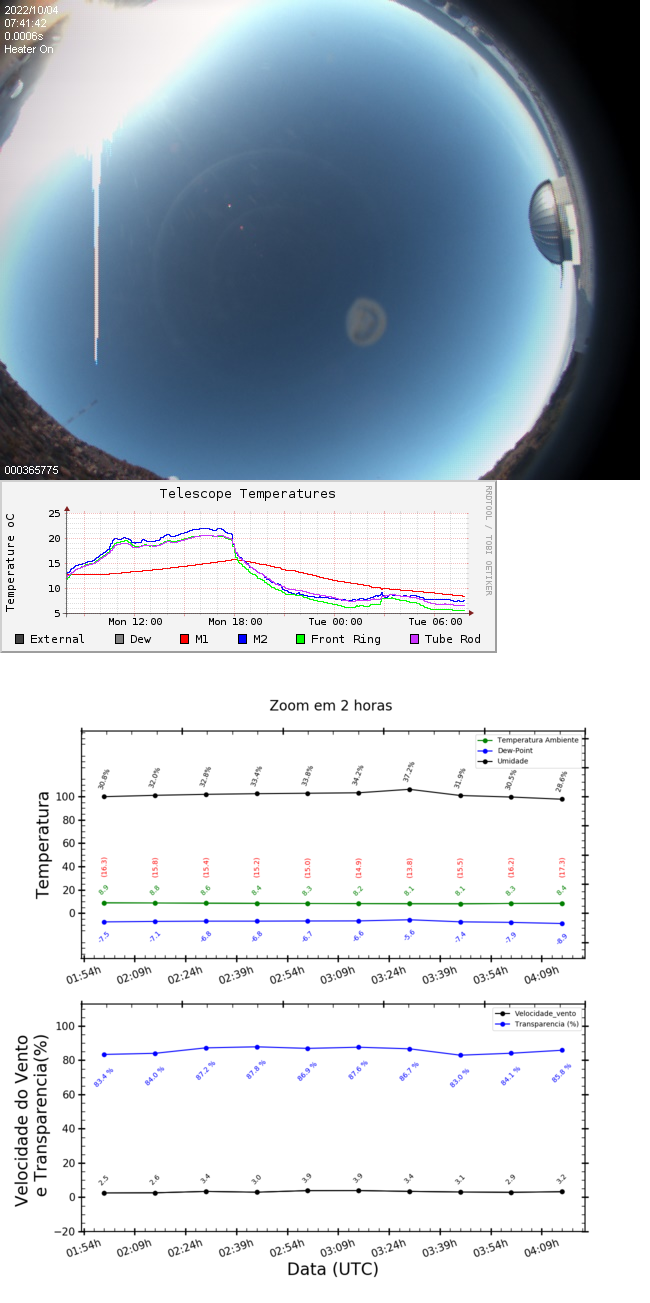 2022/10/04
07:41:42
0.0006s
Heater On
000365775
Telescope Temperatures
RRDTOOL / TOBI OETIKER
Temperature oC
25
20
15
10
5
Mon 12:00 Mon 18:00 Tue 00:00 Tue 06:00
External Dew M1 M2 Front Ring Tube Rod
Zoom em 2 horas
Temperatura Ambiente
Dew-Point
Umidade
Temperatura
30.8% 32.0% 32.8% 33.4% 33.8% 34.2% 37.2% 31.9% 30.5% 28.6%
100
80
60
40
20
0
(16.3) (15.8) (15.4) (15.2) (15.0) (14.9) (13.8) (15.5) (16.2) (17.3)
8.9 8.8 8.6 8.4 8.3 8.2 8.1 8.1 8.3 8.4
-7.5 -7.1 -6.8 -6.8 -6.7 -6.6 -5.6 -7.4 -7.9 -8.9
01:54h 02:09h 02:24h 02:39h 02:54h 03:09h 03:24h 03:39h 03:54h 04:09h
Velocidade_vento
Transparencia (%)
Velocidade do Vento
e Transparencia(%)
100
80
60
40
20
0
−20
83.4 % 84.0 % 87.2 % 87.8 % 86.9 % 87.6 % 86.7 % 83.0 % 84.1 % 85.8 %
2.5 2.6 3.4 3.0 3.9 3.9 3.4 3.1 2.9 3.2
01:54h 02:09h 02:24h 02:39h 02:54h 03:09h 03:24h 03:39h 03:54h 04:09h
Data (UTC)